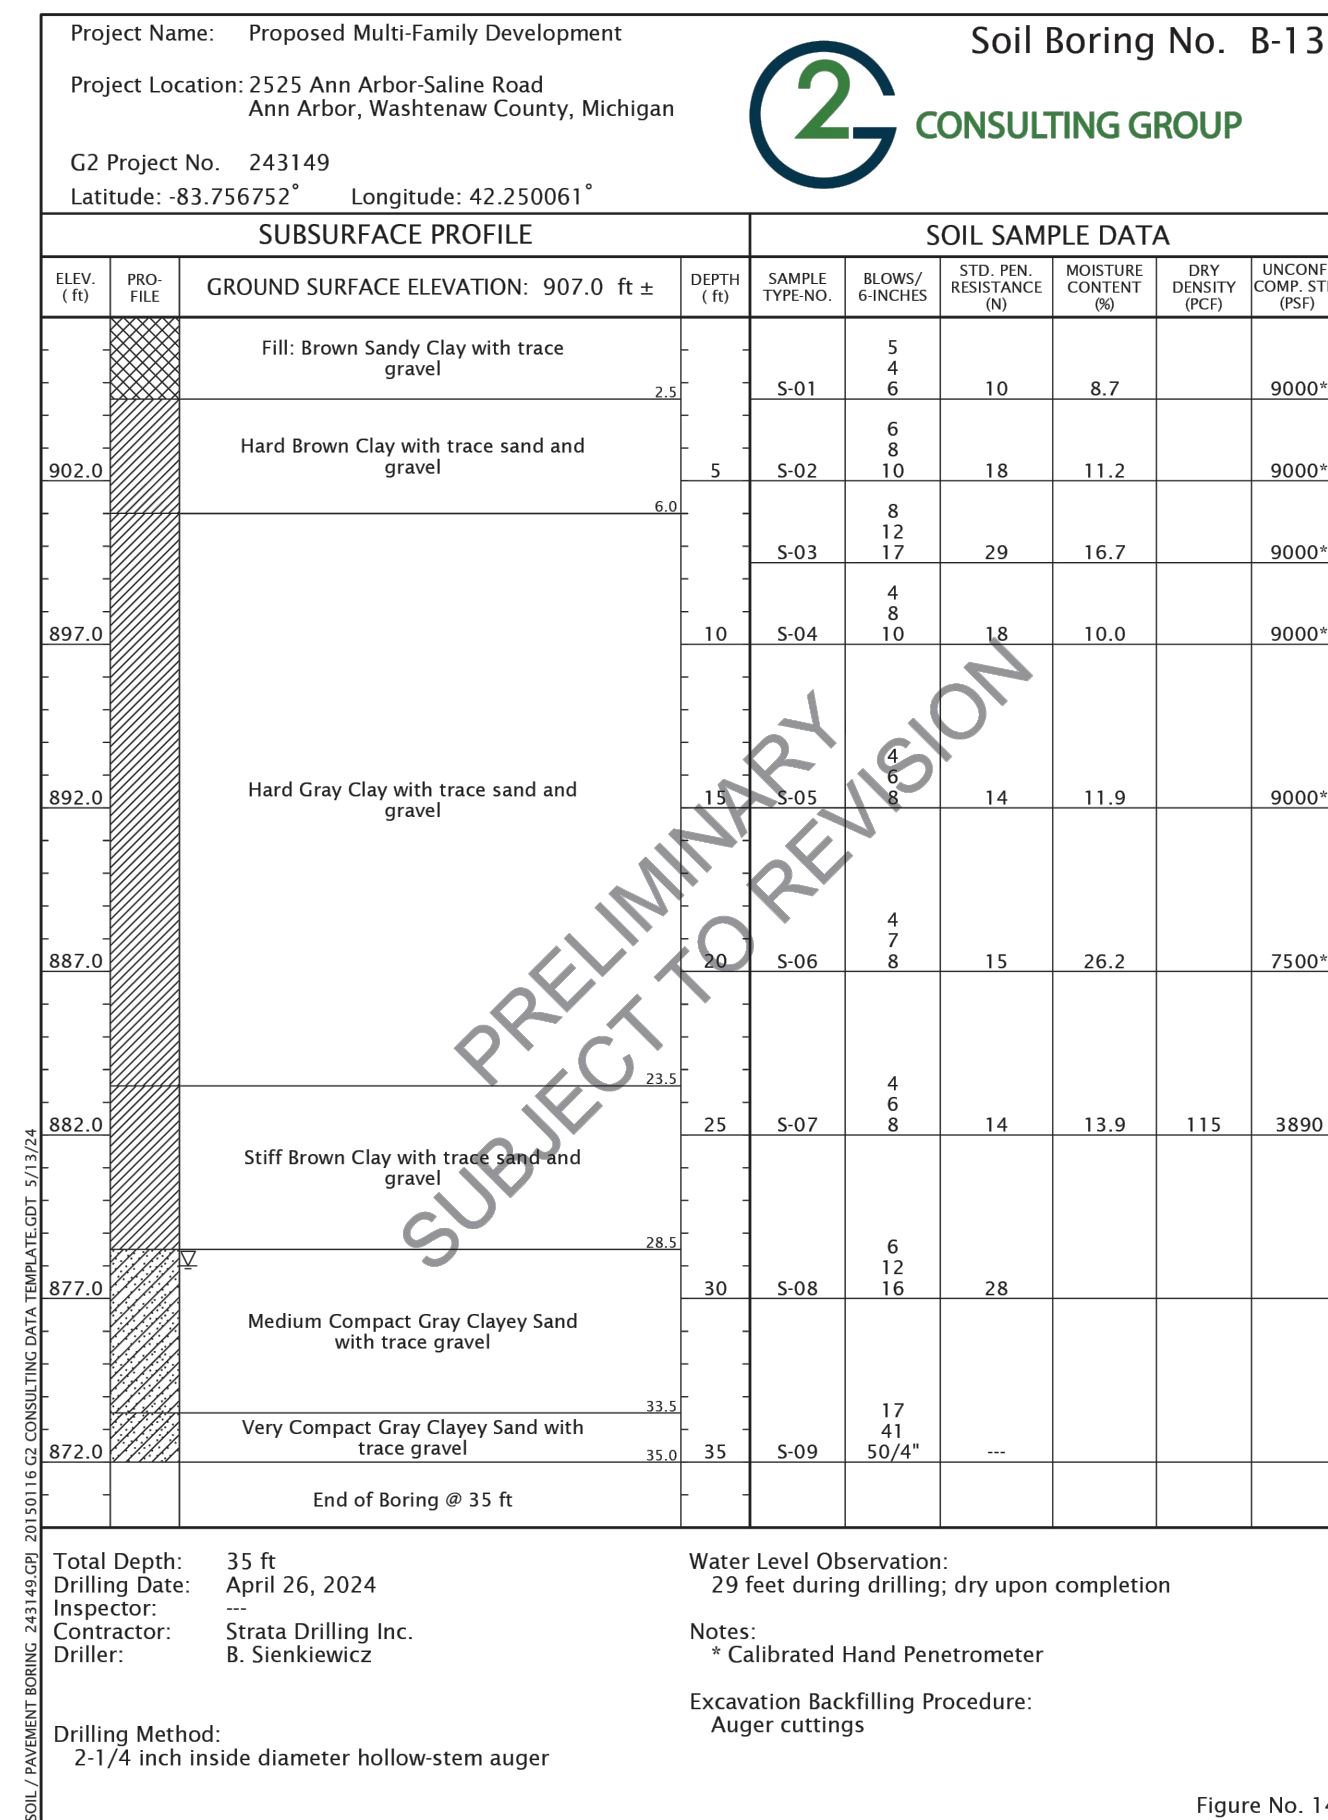 Project Name: Proposed Multi-Family Development
Soil Boring No. B-13
Project Location: 2525 Ann Arbor-Saline Road
Ann Arbor, Washtenaw County, Michigan
G2 CONSULTING GROUP
G2 Project No. 243149
Latitude: -83.756752° Longitude: 42.250061°
SUBSURFACE PROFILE
SOIL SAMPLE DATA
ELEV. ( ft)
PRO-FILE
GROUND SURFACE ELEVATION: 907.0 ft ±
DEPTH ( ft)
SAMPLE TYPE-NO.
BLOWS/ 6-INCHES
STD. PEN. RESISTANCE (N)
MOISTURE CONTENT (%)
DRY DENSITY (PCF)
UNCONF
COMP. ST
(PSF)
Fill: Brown Sandy Clay with trace
gravel
2.5
5
4
S-01 6 10 8.7 9000*
Hard Brown Clay with trace sand and
gravel
6
8
902.0 5 S-02 10 18 11.2 9000*
6.0
8
12
S-03 17 29 16.7 9000*
4
8
897.0 10 S-04 10 18 10.0 9000*
Hard Gray Clay with trace sand and
gravel
4
6
892.0 15 S-05 8 14 11.9 9000*
4
7
887.0 20 S-06 8 15 26.2 7500*
23.5
4
6
882.0 25 S-07 8 14 13.9 115 3890
Stiff Brown Clay with trace sand and
gravel
28.5
6
12
877.0 30 S-08 16 28
Medium Compact Gray Clayey Sand
with trace gravel
33.5
17
41
Very Compact Gray Clayey Sand with
trace gravel
872.0 35.0 35 S-09 50/4" ---
End of Boring @ 35 ft
PRELIMINARY
SUBJECT TO REVISION
Total Depth: 35 ft
Drilling Date: April 26, 2024
Inspector: ---
Contractor: Strata Drilling Inc.
Driller: B. Sienkiewicz
Drilling Method:
2-1/4 inch inside diameter hollow-stem auger
Water Level Observation:
29 feet during drilling; dry upon completion
Notes:
* Calibrated Hand Penetrometer
Excavation Backfilling Procedure:
Auger cuttings
Figure No. 14
SOIL / PAVEMENT BORING 243149.GPJ 20150116 G2 CONSULTING DATA TEMPLATE.GDT 5/13/24